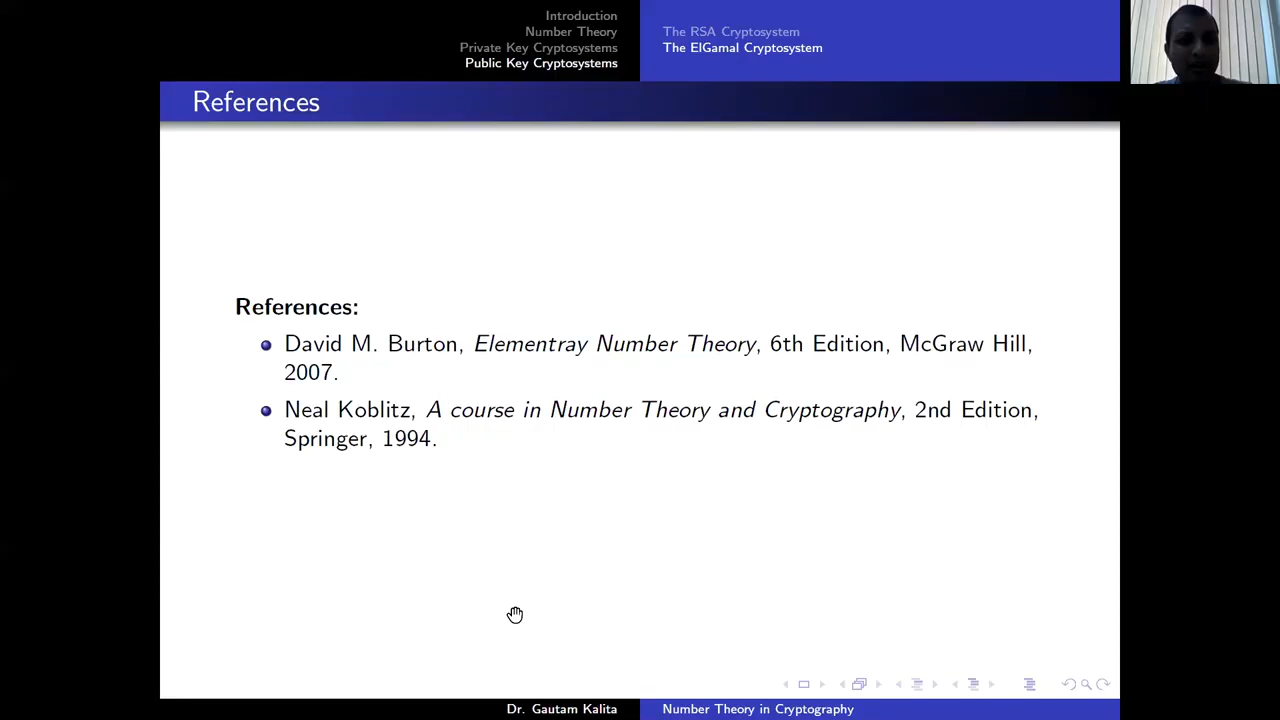 Introduction
Number Theory
Private Key Cryptosystems
Public Key Cryptosystems
The RSA Cryptosystem
The ElGamal Cryptosystem
References
References:
David M. Burton, Elementray Number Theory, 6th Edition, McGraw Hill,
2007.
Neal Koblitz, A course in Number Theory and Cryptography, 2nd Edition,
Springer, 1994.
Dr. Gautam Kalita
Number Theory in Cryptography